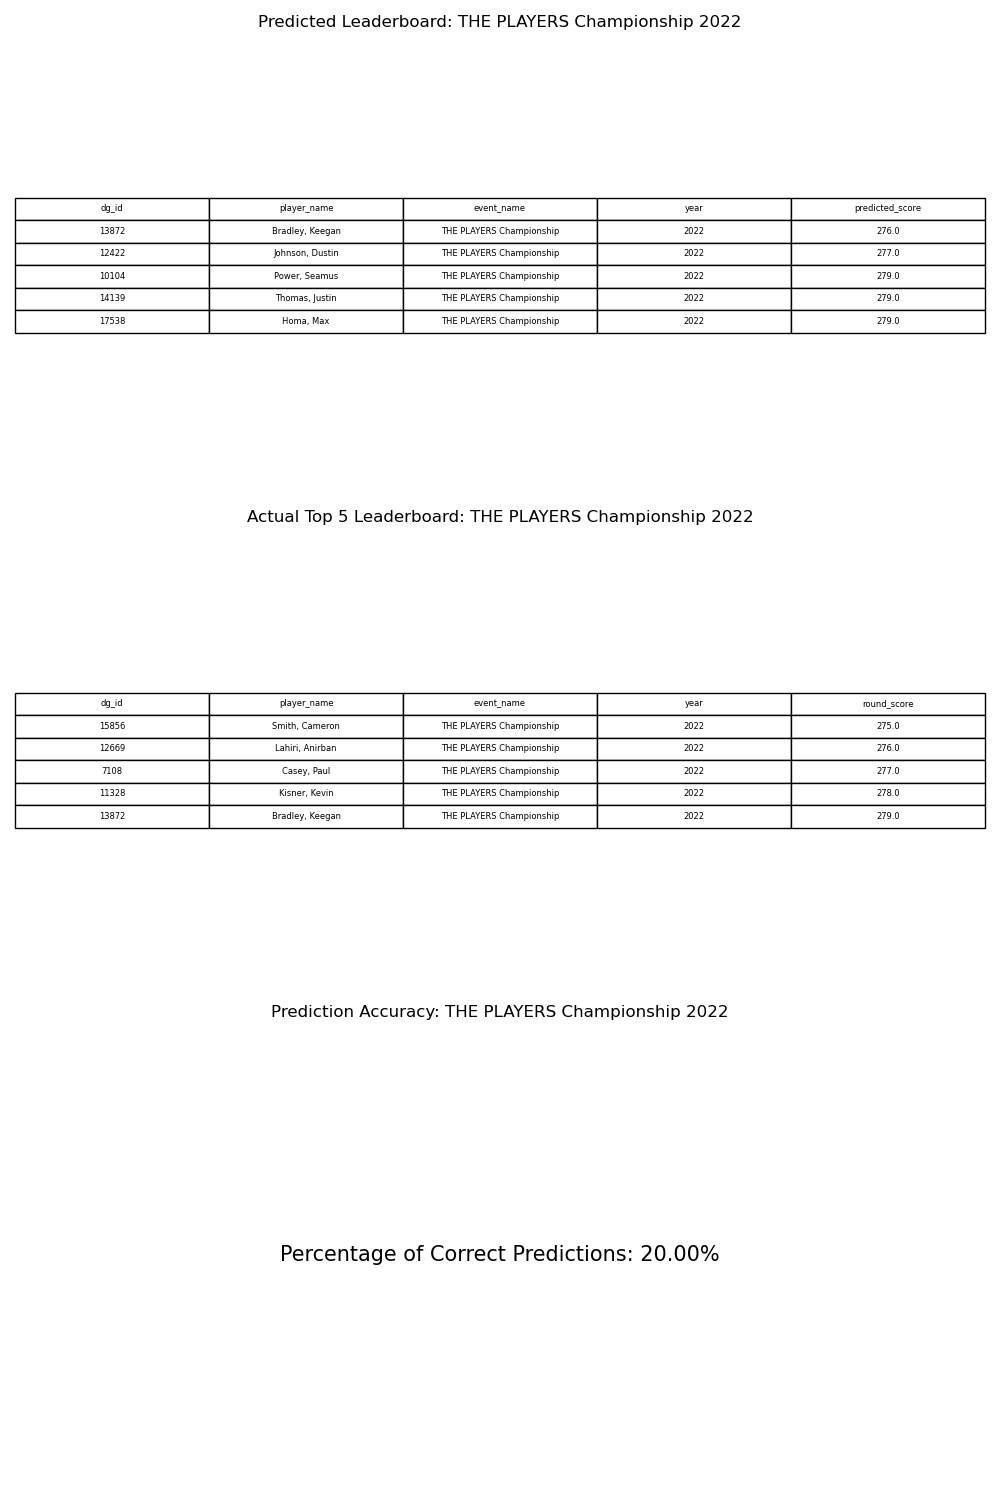 Predicted Leaderboard: THE PLAYERS Championship 2022
dg_id player_name event_name year predicted_score
13872 Bradley, Keegan THE PLAYERS Championship 2022 276.0
12422 Johnson, Dustin THE PLAYERS Championship 2022 277.0
10104 Power, Seamus THE PLAYERS Championship 2022 279.0
14139 Thomas, Justin THE PLAYERS Championship 2022 279.0
17538 Homa, Max THE PLAYERS Championship 2022 279.0
Actual Top 5 Leaderboard: THE PLAYERS Championship 2022
dg_id player_name event_name year round_score
15856 Smith, Cameron THE PLAYERS Championship 2022 275.0
12669 Lahiri, Anirban THE PLAYERS Championship 2022 276.0
7108 Casey, Paul THE PLAYERS Championship 2022 277.0
11328 Kisner, Kevin THE PLAYERS Championship 2022 278.0
13872 Bradley, Keegan THE PLAYERS Championship 2022 279.0
Prediction Accuracy: THE PLAYERS Championship 2022
Percentage of Correct Predictions: 20.00%